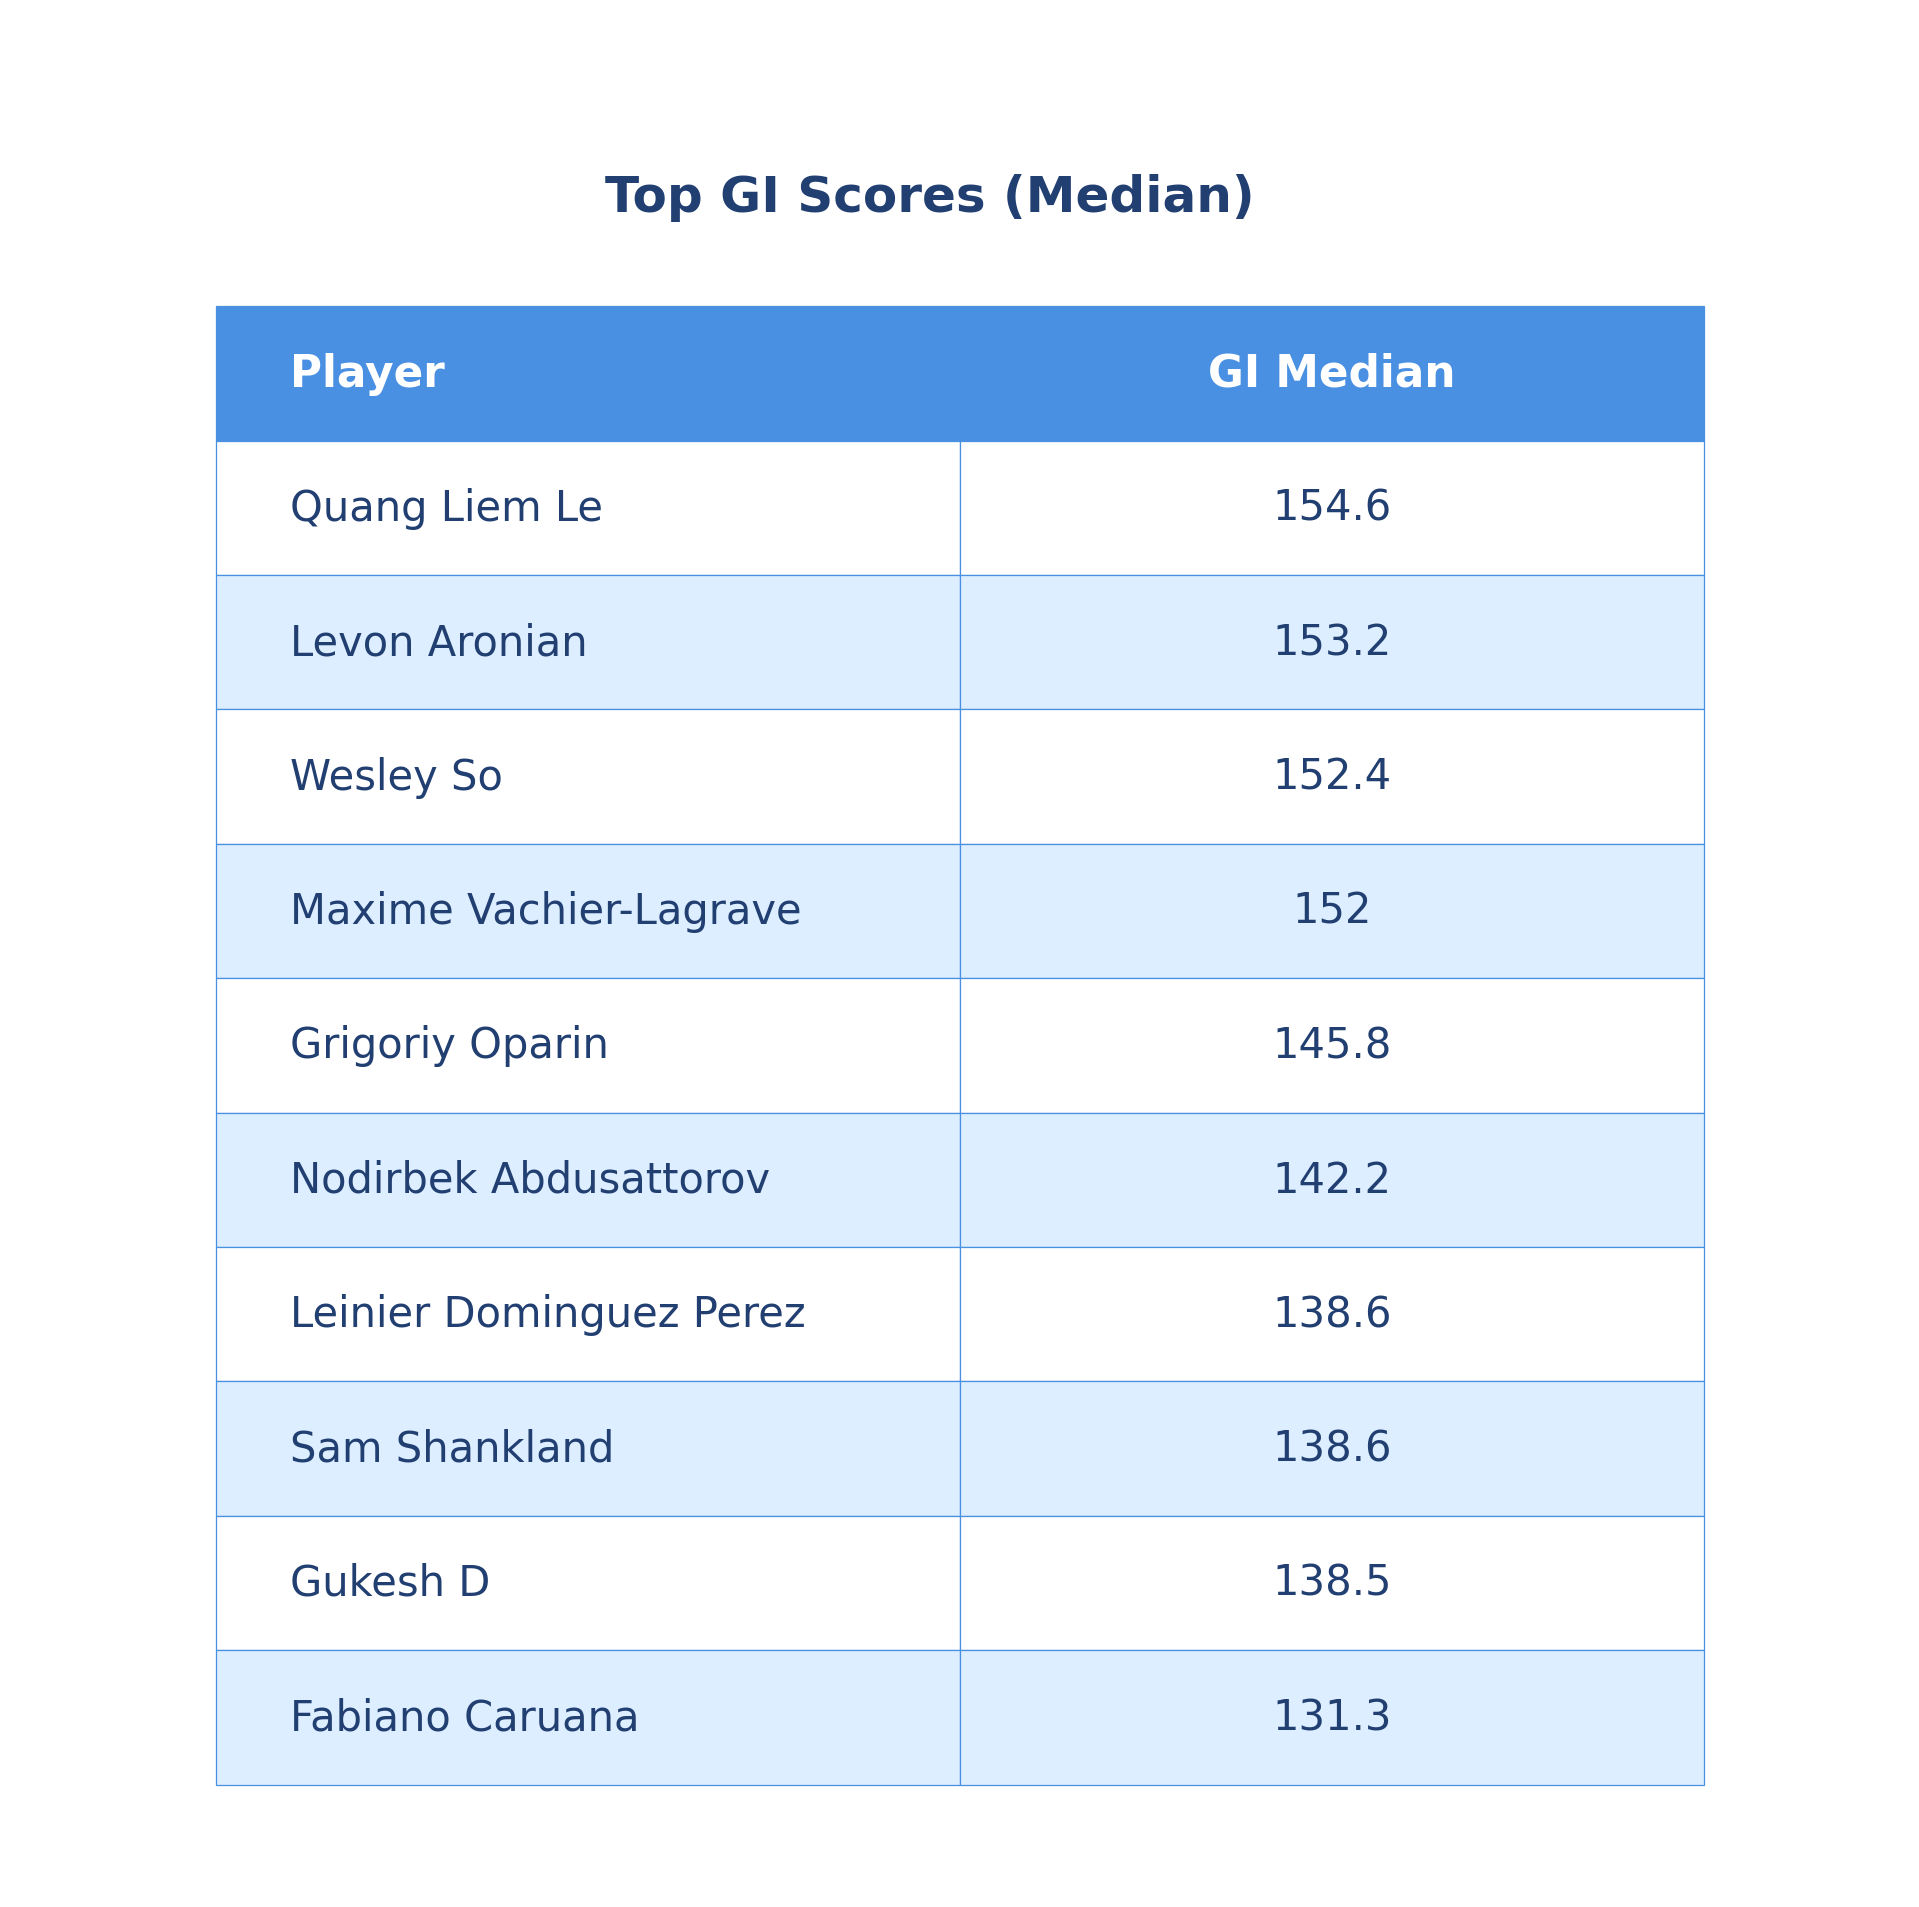 Top GI Scores (Median)
Player GI Median
Quang Liem Le 154.6
Levon Aronian 153.2
Wesley So 152.4
Maxime Vachier-Lagrave 152
Grigoriy Oparin 145.8
Nodirbek Abdusattorov 142.2
Leinier Dominguez Perez 138.6
Sam Shankland 138.6
Gukesh D 138.5
Fabiano Caruana 131.3